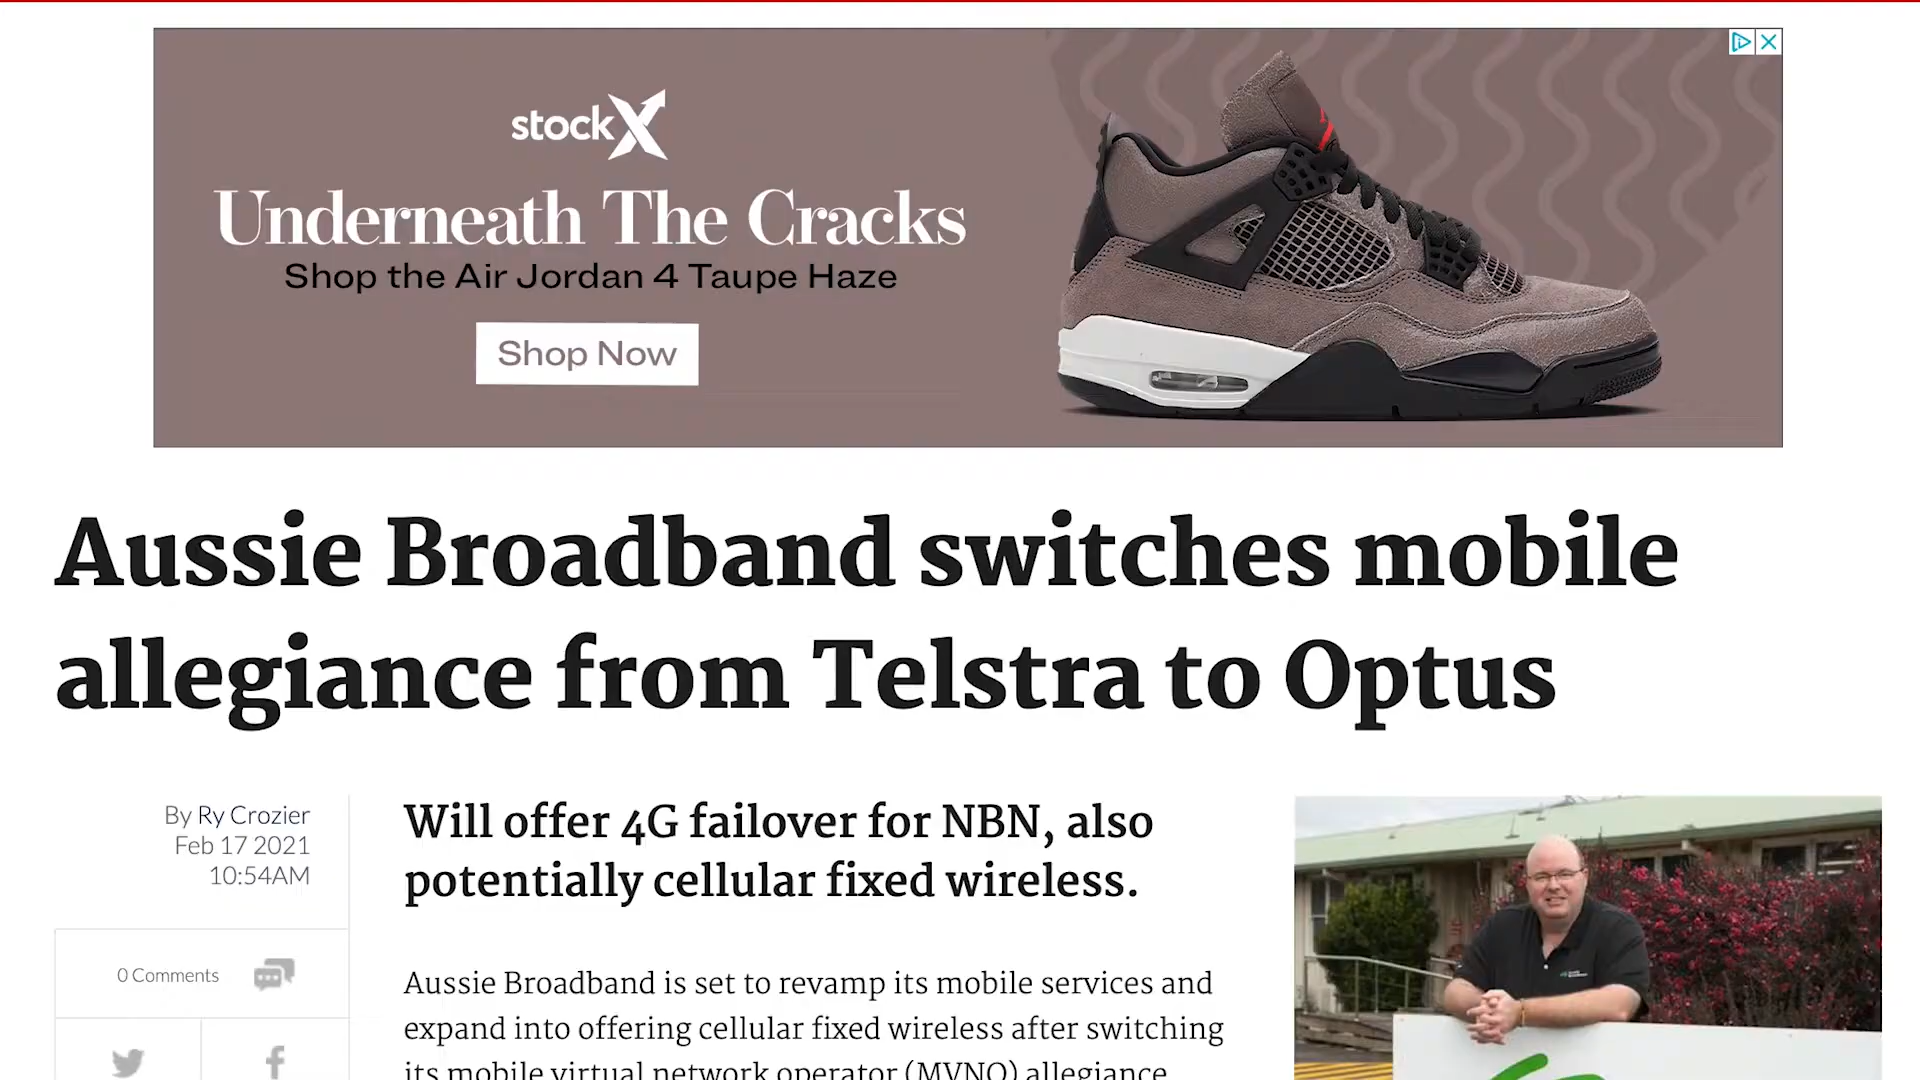 stockX
Underneath The Cracks
Shop the Air Jordan 4 Taupe Haze
Shop Now
Aussie Broadband switches mobile
allegiance from Telstra to Optus
By Ry Crozier
Feb 17 2021
10:54AM
0 Comments
Will offer 4G failover for NBN, also
potentially cellular fixed wireless.
Aussie Broadband is set to revamp its mobile services and
expand into offering cellular fixed wireless after switching
its mobile virtual network operator (MVNO) allegiance